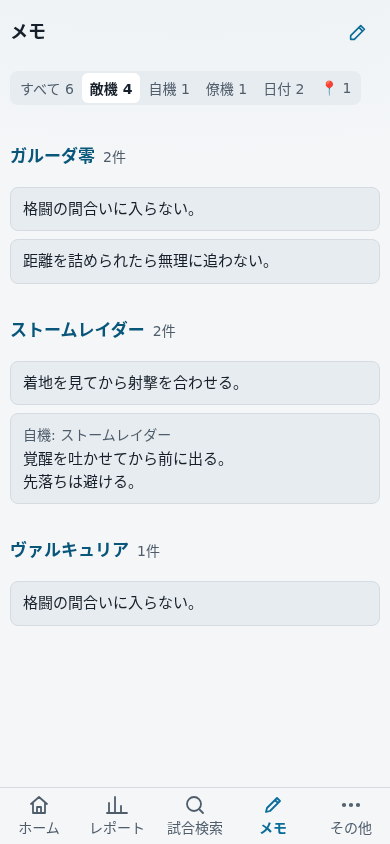 メモ
すべて 6 敵機 4 自機 1 僚機 1 日付 2 📍 1
ガルーダ零 2件
格闘の間合いに入らない。
距離を詰められたら無理に追わない。
ストームレイダー 2件
着地を見てから射撃を合わせる。
自機: ストームレイダー
覚醒を吐かせてから前に出る。
先落ちは避ける。
ヴァルキュリア 1件
格闘の間合いに入らない。
ホーム レポート 試合検索 メモ その他